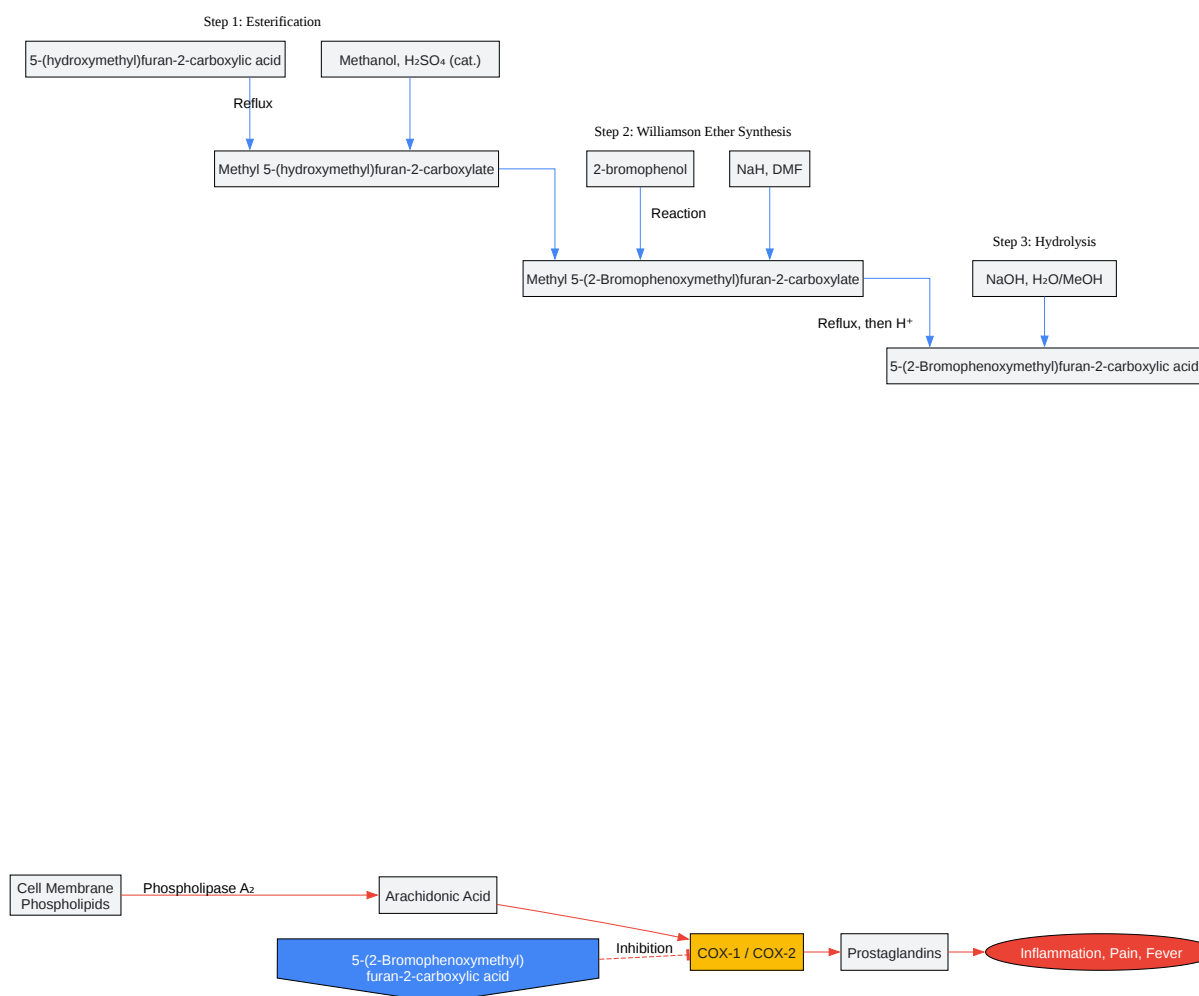 Step 1: Esterification
5-(hydroxymethyl)furan-2-carboxylic acid
Methanol, H₂SO₄ (cat.)
Reflux
Methyl 5-(hydroxymethyl)furan-2-carboxylate
Step 2: Williamson Ether Synthesis
2-bromophenol
NaH, DMF
Reaction
Methyl 5-(2-Bromophenoxymethyl)furan-2-carboxylate
Step 3: Hydrolysis
NaOH, H₂O/MeOH
Reflux, then H⁺
5-(2-Bromophenoxymethyl)furan-2-carboxylic acid
Cell Membrane
Phospholipids
Phospholipase A₂
Arachidonic Acid
5-(2-Bromophenoxymethyl)
furan-2-carboxylic acid
Inhibition
COX-1 / COX-2
Prostaglandins
Inflammation, Pain, Fever